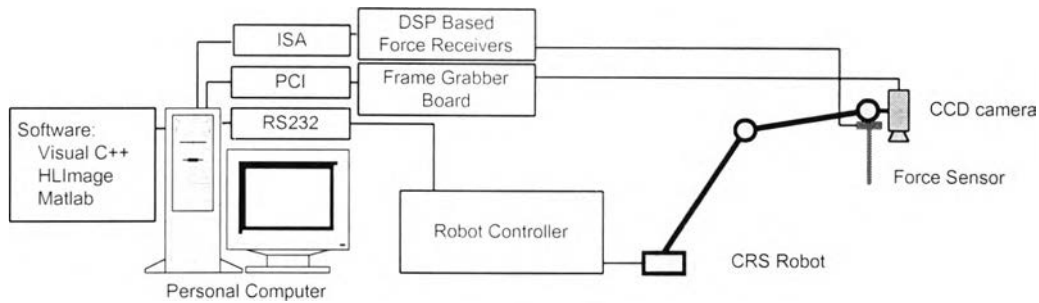 ISA
DSP Based
Force Receivers
PCI
Frame Grabber
Board
RS232
CCD camera
Software:
Visual C++
HLImage
Matlab
Force Sensor
Robot Controller
CRS Robot
Personal Computer